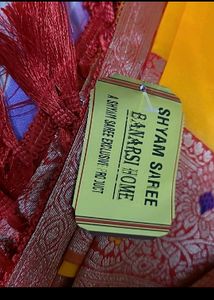 SHYAM SAREE
BANARSI HOME
A SHYAM SAREE EXCLUSIVE PRODUCT